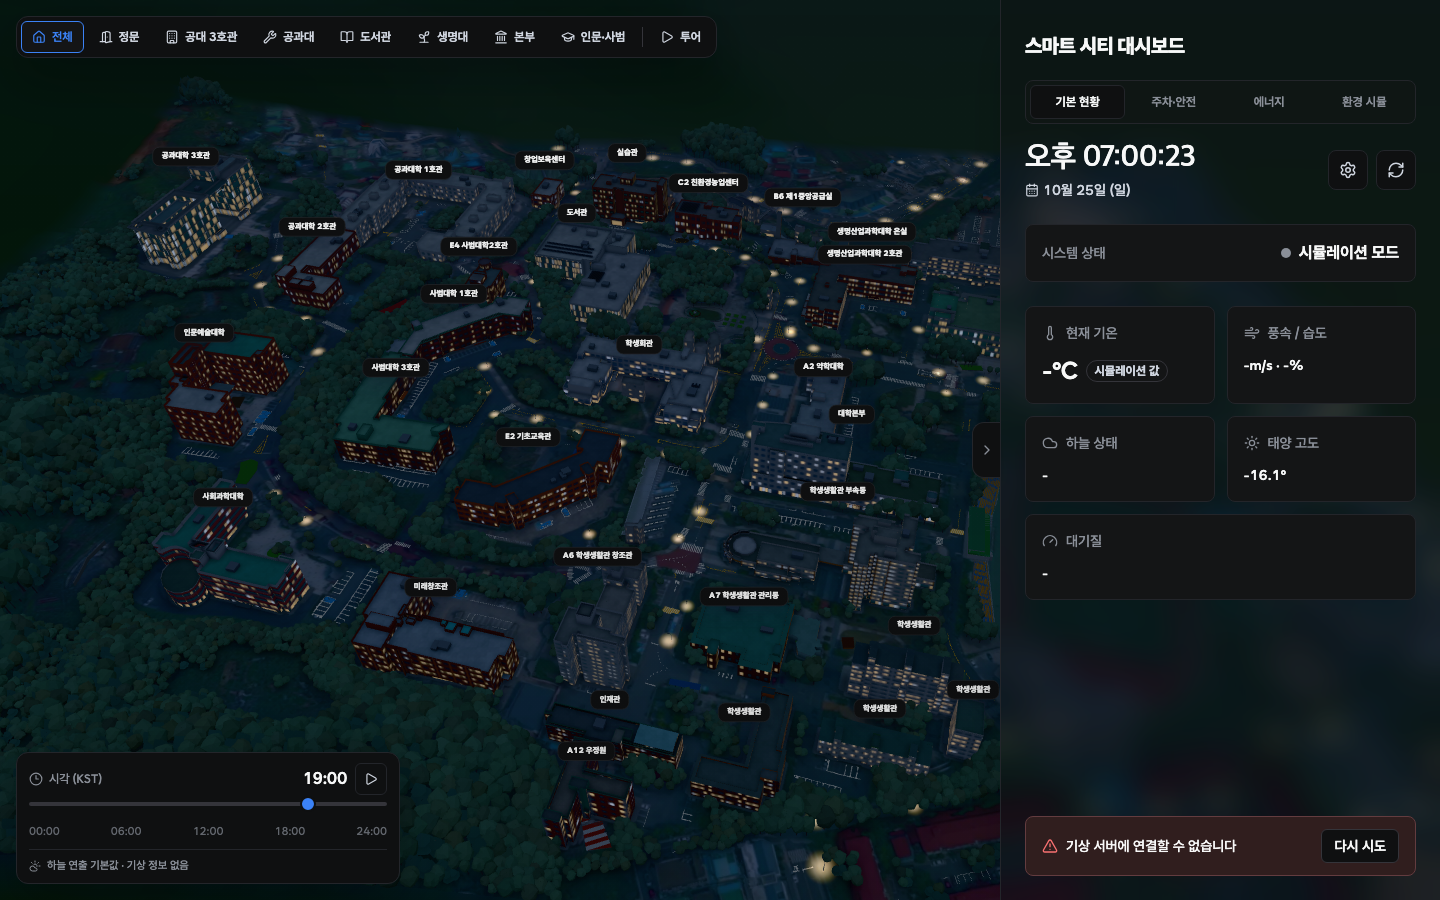 전체 정문 공대 3호관 공과대 도서관 생명대 본부 인문·사범 투어
공과대학 3호관
공과대학 1호관
창업보육센터
실습관
C2 친환경농업센터
B6 제1중앙공급실
도서관
공과대학 2호관
E4 사범대학2호관
생명산업과학대학 온실
생명산업과학대학 2호관
사범대학 1호관
인문예술대학
학생회관
사범대학 3호관
A2 약학대학
대학본부
E2 기초교육관
학생생활관 부속동
사회과학대학
A6 학생생활관 창조관
미래창조관
A7 학생생활관 관리동
학생생활관
학생생활관
인재관
학생생활관
학생생활관
A12 우정원
시각 (KST) 19:00
00:00 06:00 12:00 18:00 24:00
하늘 연출 기본값 · 기상 정보 없음
스마트 시티 대시보드
기본 현황 주차·안전 에너지 환경 시뮬
오후 07:00:23
10월 25일 (일)
시스템 상태 시뮬레이션 모드
현재 기온
-°C 시뮬레이션 값
풍속 / 습도
-m/s · -%
하늘 상태
-
태양 고도
-16.1°
대기질
-
기상 서버에 연결할 수 없습니다 다시 시도